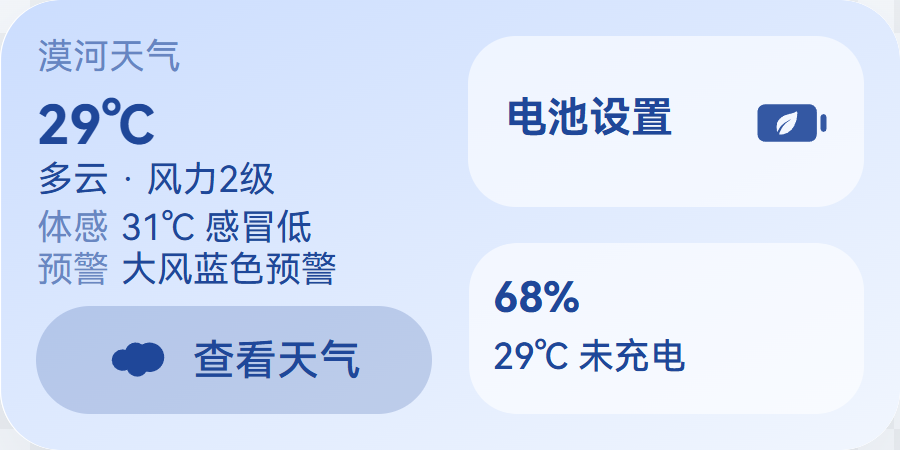 漠河天气
29℃
多云 · 风力2级
体感 31℃ 感冒低
预警 大风蓝色预警
查看天气
电池设置
68%
29℃ 未充电